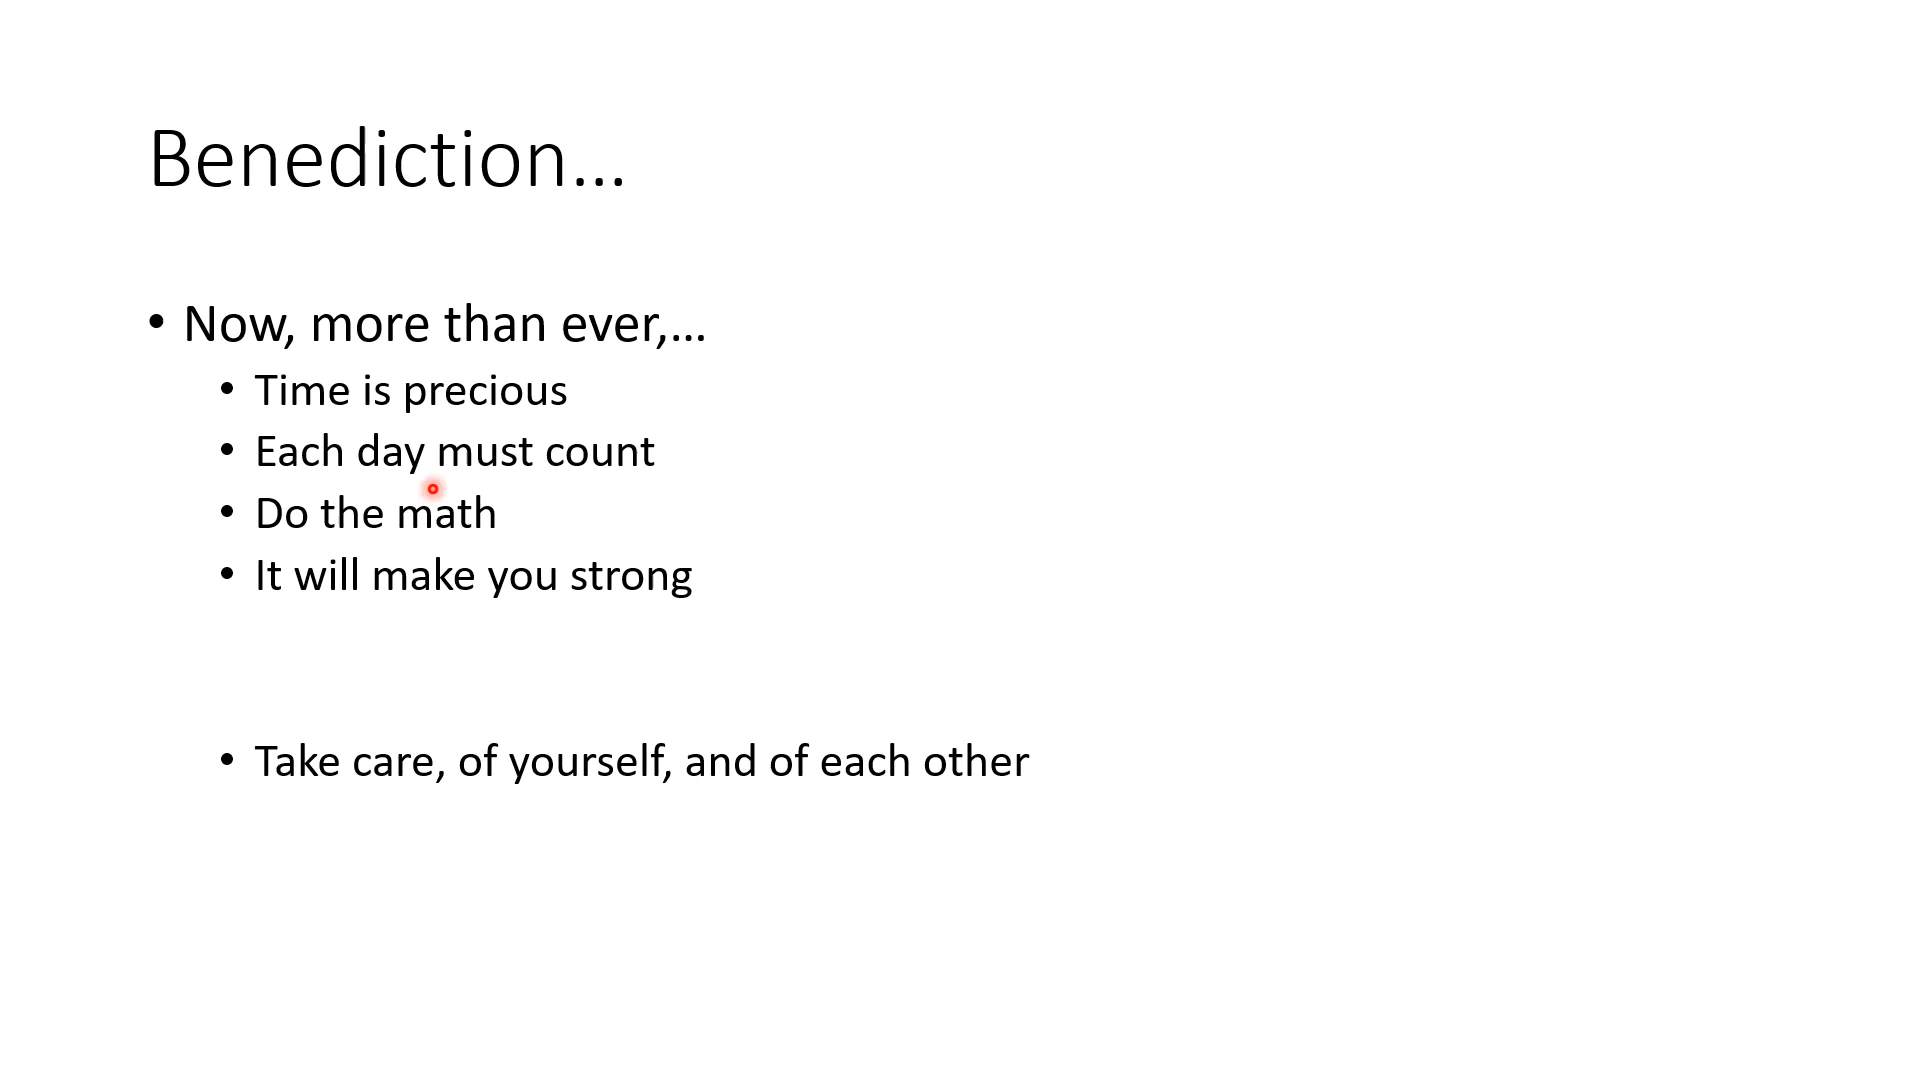 Benediction…
• Now, more than ever,…
• Time is precious
• Each day must count
• Do the math
• It will make you strong
• Take care, of yourself, and of each other